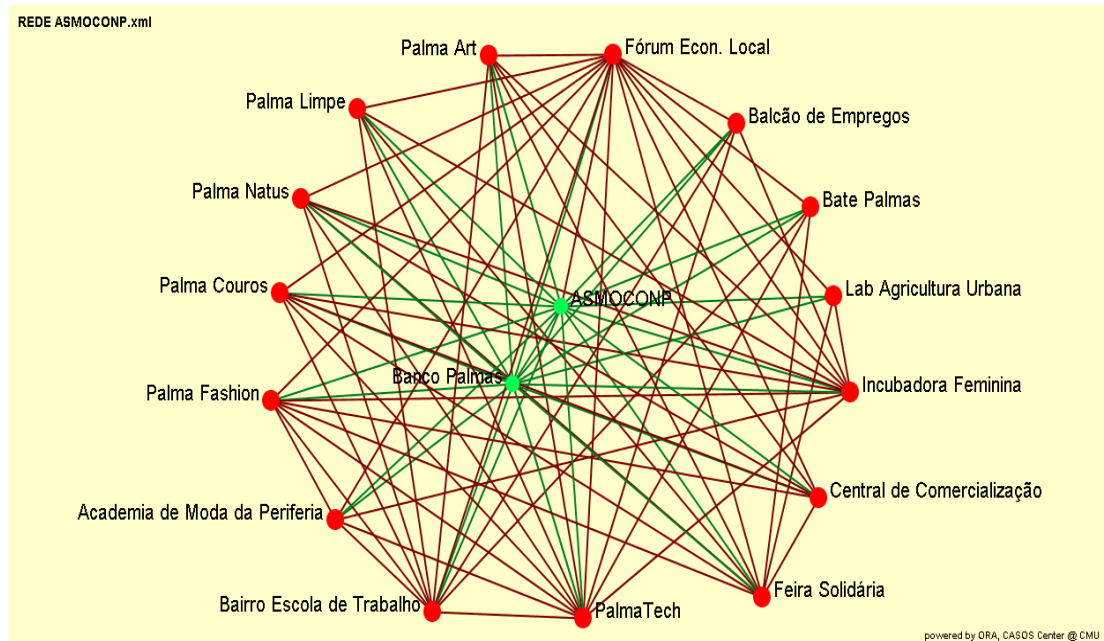 REDE ASMOCONP.xml
Palma Art
Fórum Econ. Local
Palma Limpe
Balcão de Empregos
Palma Natus
Bate Palmas
Palma Couros
Lab Agricultura Urbana
ASMOCONP
Banco Palmas
Palma Fashion
Incubadora Feminina
Central de Comercialização
Academia de Moda da Periferia
Feira Solidária
Bairro Escola de Trabalho
PalmaTech
powered by ORA, CASOS Center @ CMU